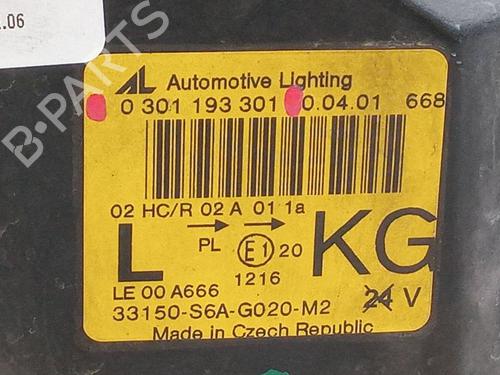 .06
B-PARTS
AL Automotive Lighting
0 301 193 301 0.04.01 668
02 HC/R 02 A 01 1a
L PL E1 20 KG
1216
LE 00 A666
33150-S6A-G020-M2 24 V
Made in Czech Republic